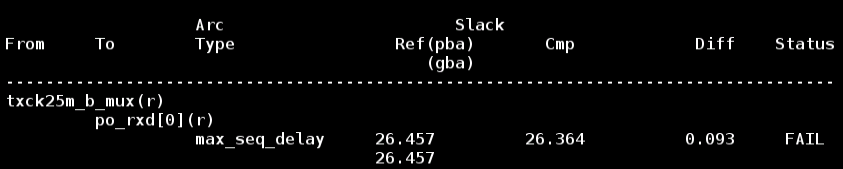 Arc Slack
From To Type Ref(pba) Cmp Diff Status
(gba)
--------------------------------------------------------------------------------
txck25m_b_mux(r)
po_rxd[0](r)
max_seq_delay 26.457 26.364 0.093 FAIL
26.457